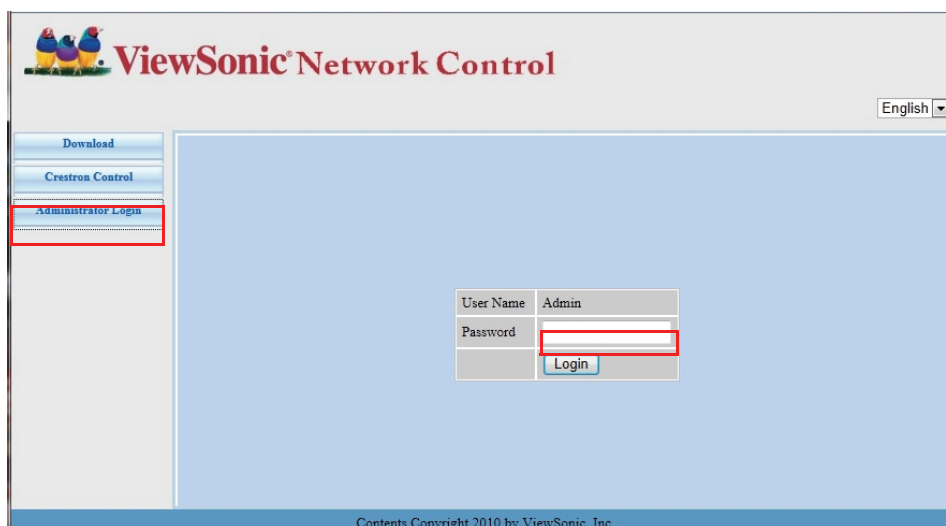 ViewSonic® Network Control
English
Download
Crestron Control
Administrator Login
User Name Admin
Password
Login
Contents Copyright 2010 by ViewSonic, Inc